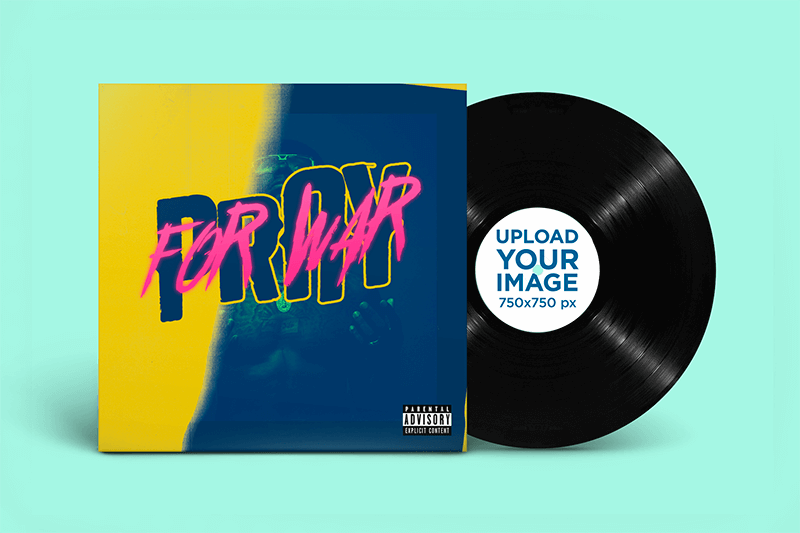 PRAY
FOR WAR
PARENTAL
ADVISORY
EXPLICIT CONTENT
UPLOAD
YOUR
IMAGE
750x750 px